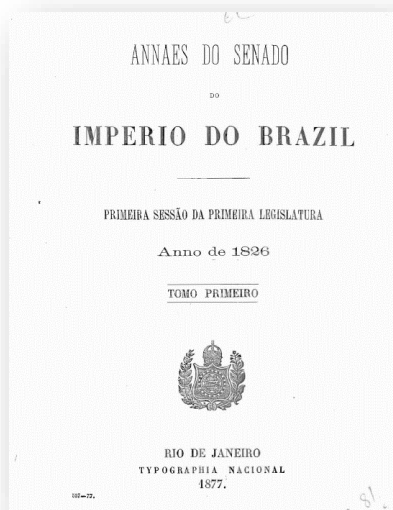 ANNAES DO SENADO
DO
IMPERIO DO BRAZIL
PRIMEIRA SESSÃO DA PRIMEIRA LEGISLATURA
Anno de 1826
TOMO PRIMEIRO
RIO DE JANEIRO
TYPOGRAPHIA NACIONAL
1877.